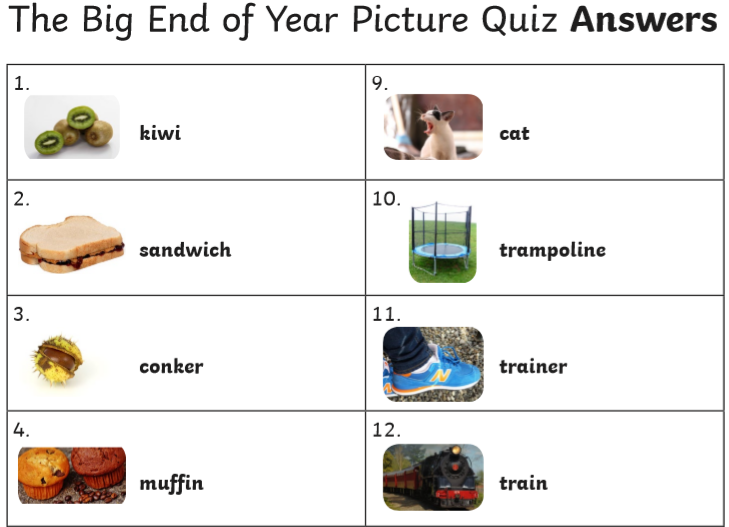 The Big End of Year Picture Quiz Answers
1.
kiwi
2.
sandwich
3.
conker
4.
muffin
9.
cat
10.
trampoline
11.
N
trainer
12.
train